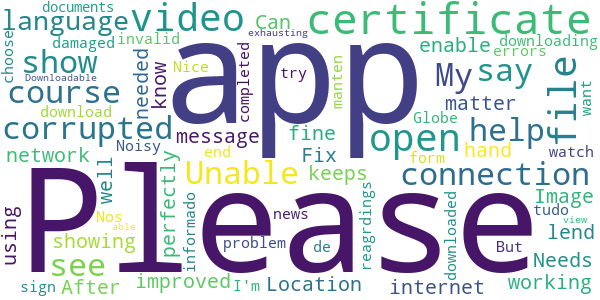 documents exhausting
language video Can certificate
choose damaged invalid enable downloading errors
Downloadable show needed know Nice completed app try manten My say file want
course download message fine matter
corrupted Noisy Fix open help watch
network well perfectly Unable keeps Globe hand form connection
using showing Nos able end Please informado news reagrdings downloaded Image tudo lend
see problem de But view
sign After improved I'm Location internet Needs working